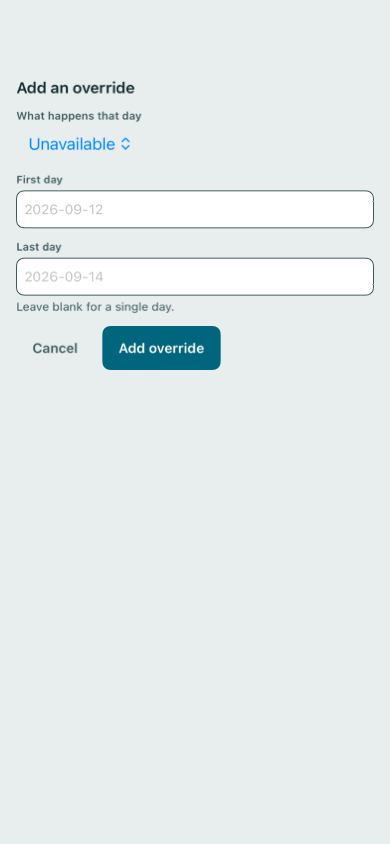 Add an override
What happens that day
Unavailable
First day
2026-09-12
Last day
2026-09-14
Leave blank for a single day.
Cancel
Add override